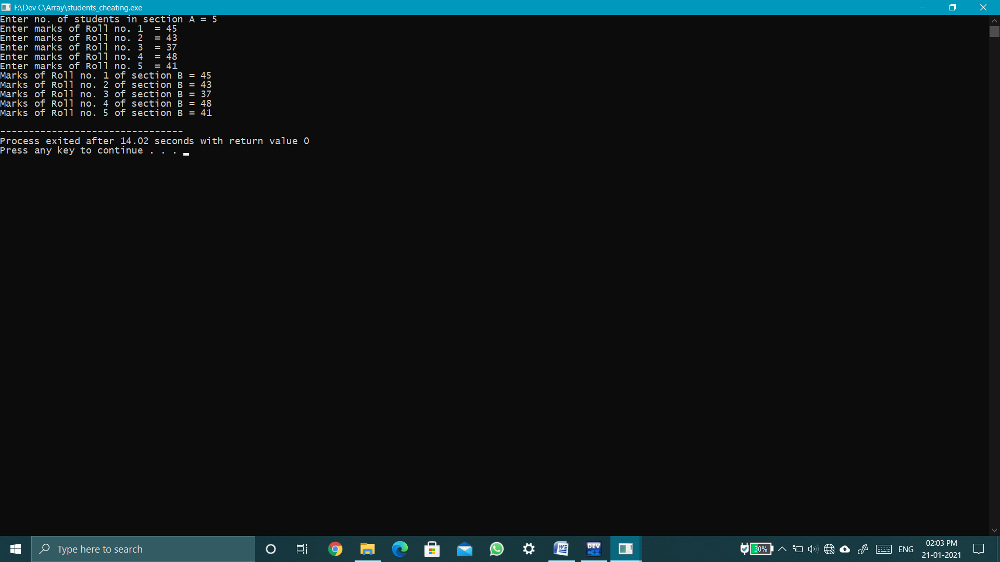 F:\Dev C\Array\students_cheating.exe
Enter no. of students in section A = 5
Enter marks of Roll no. 1  = 45
Enter marks of Roll no. 2  = 43
Enter marks of Roll no. 3  = 37
Enter marks of Roll no. 4  = 48
Enter marks of Roll no. 5  = 41
Marks of Roll no. 1 of section B = 45
Marks of Roll no. 2 of section B = 43
Marks of Roll no. 3 of section B = 37
Marks of Roll no. 4 of section B = 48
Marks of Roll no. 5 of section B = 41
--------------------------------
Process exited after 14.02 seconds with return value 0
Press any key to continue . . .
Type here to search
DEV C++
30%
ENG
02:03 PM
21-01-2021